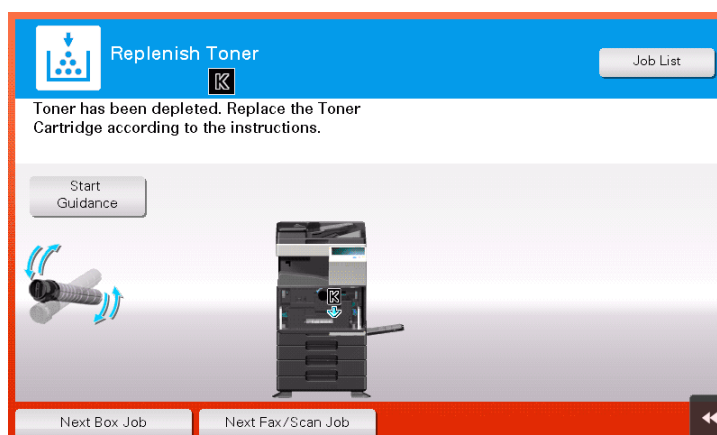 Replenish Toner
K
Job List
Toner has been depleted. Replace the Toner
Cartridge according to the instructions.
Start
Guidance
K
Next Box Job
Next Fax/Scan Job